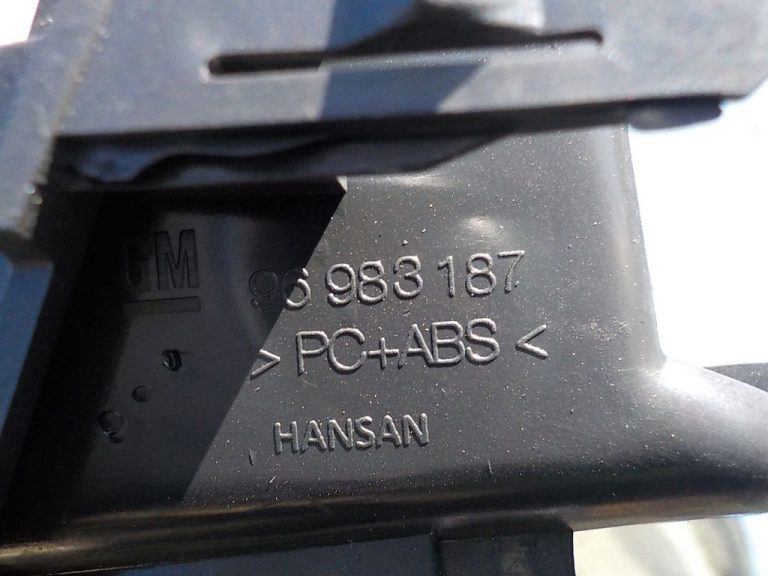 GM 96 983 187
> PC+ABS <
HANSAN